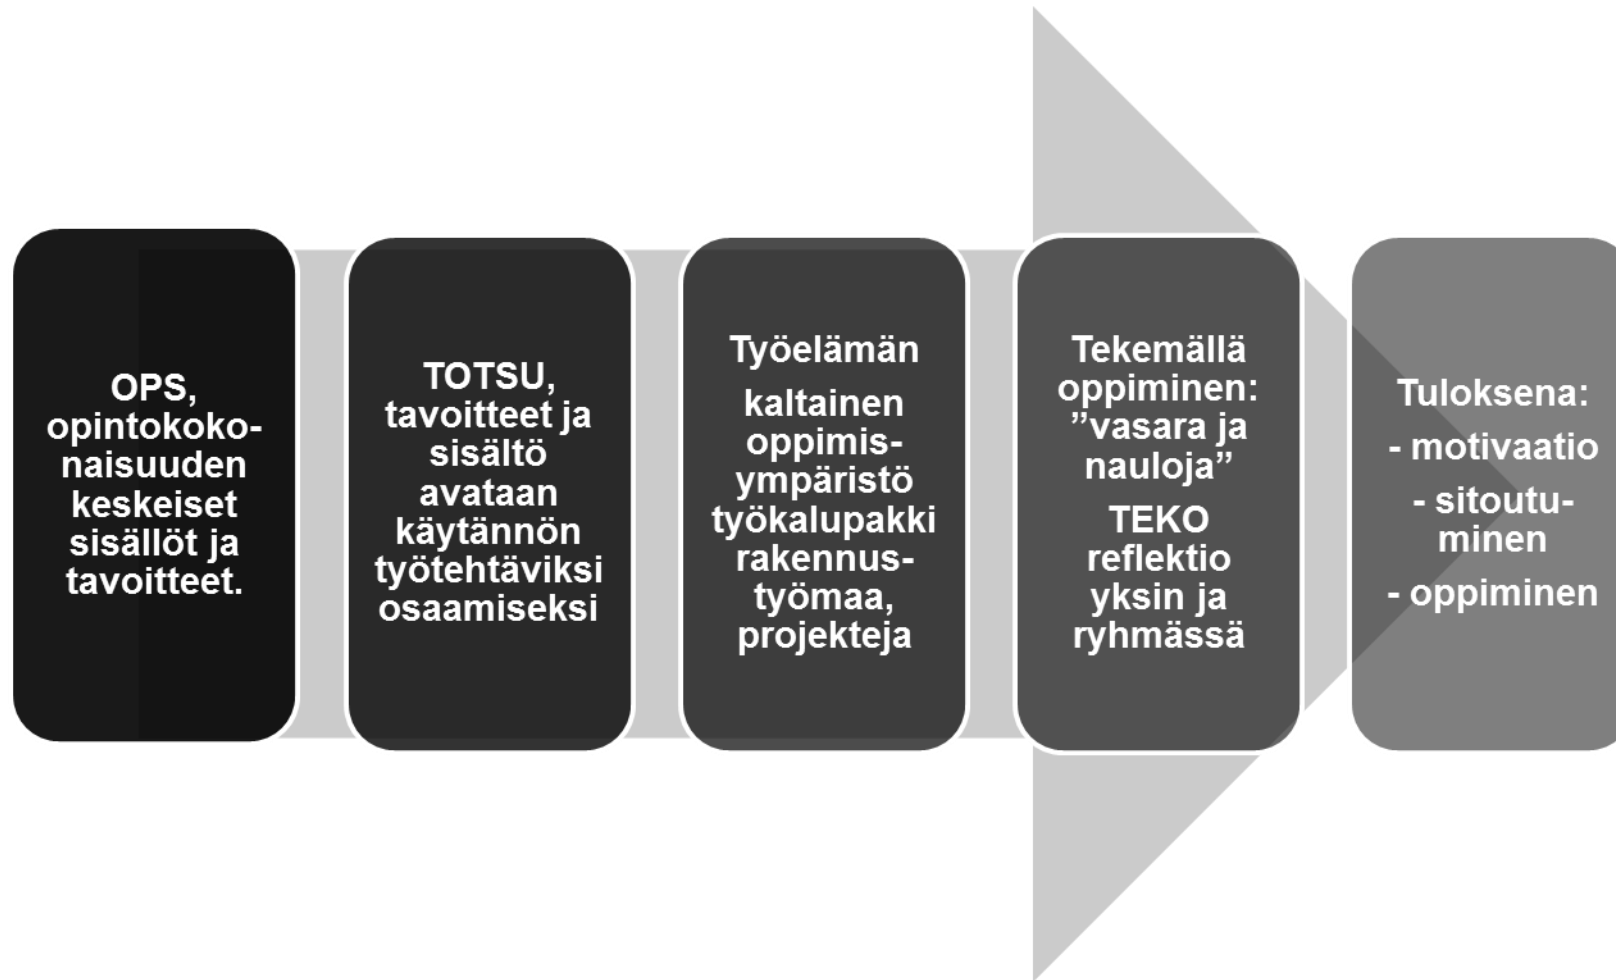 OPS,
opintokoko-
naisuuden
keskeiset
sisällöt ja
tavoitteet.
TOTSU,
tavoitteet ja
sisältö
avataan
käytännön
työtehtäviksi
osaamiseksi
Työelämän
kaltainen
oppimis-
ympäristö
työkalupakki
rakennus-
työmaa,
projekteja
Tekemällä
oppiminen:
”vasara ja
nauloja”
TEKO
reflektio
yksin ja
ryhmässä
Tuloksena:
- motivaatio
- sitoutu-
minen
- oppiminen